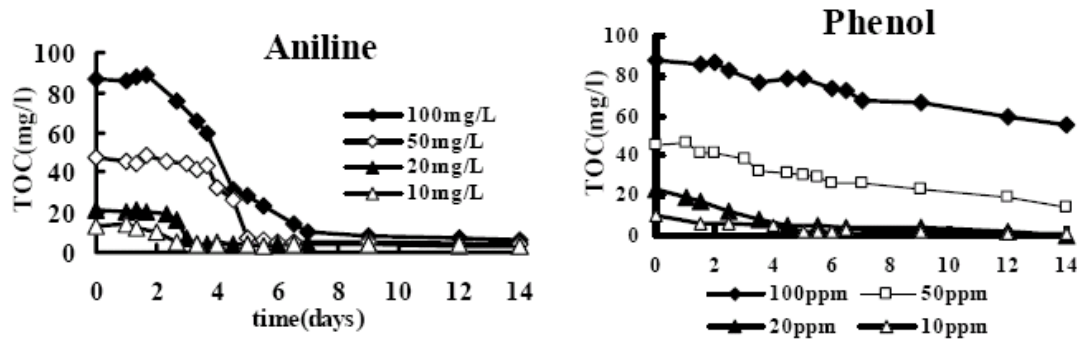 Aniline
TOC(mg/l)
100
80
60
40
20
0
0 2 4 6 8 10 12 14
time(days)
100mg/L
50mg/L
20mg/L
10mg/L
Phenol
TOC(mg/l)
100
80
60
40
20
0
0 2 4 6 8 10 12 14
100ppm 50ppm
20ppm 10ppm